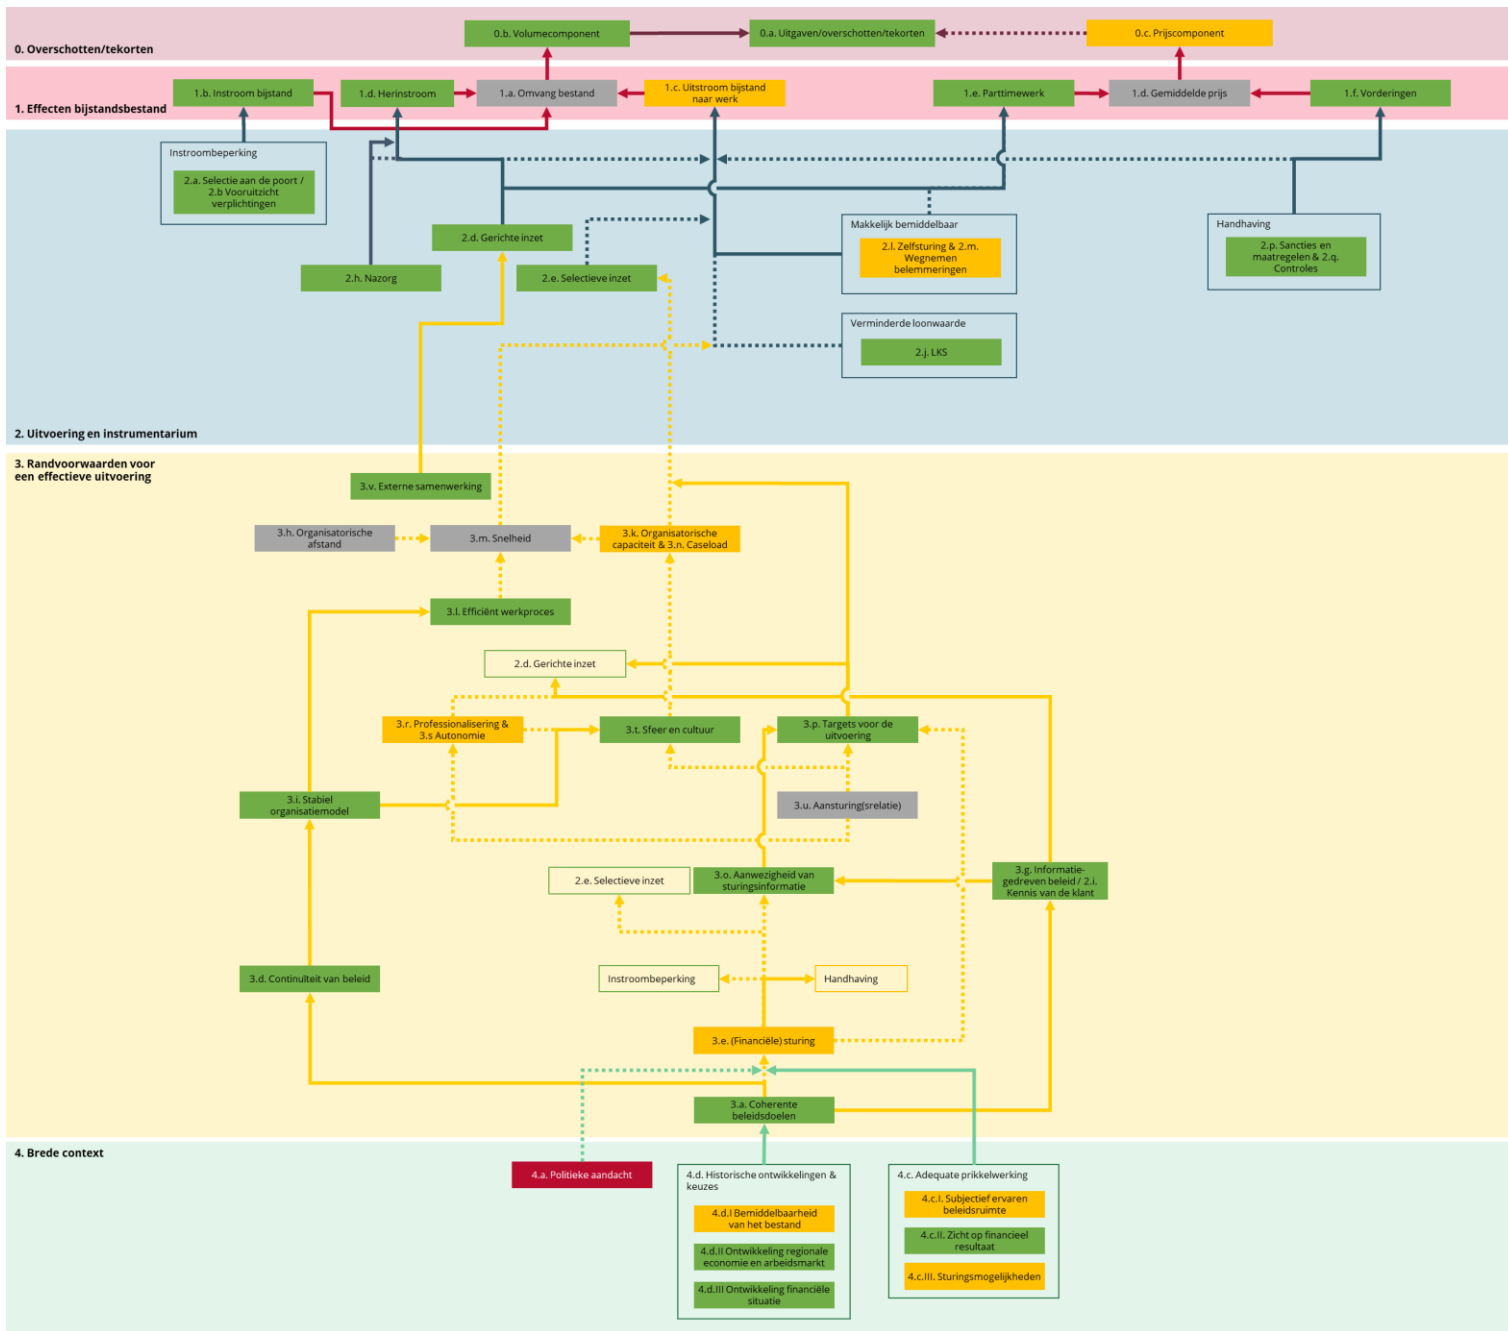 0.b. Volumecomponent
0.a. Uitgaven/overschotten/tekorten
0.c. Prijscomponent
0. Overschotten/tekorten
1.b. Instroom bijstand
1.d. Herinstroom
1.a. Omvang bestand
1.c. Uitstroom bijstand
naar werk
1.e. Parttimewerk
1.d. Gemiddelde prijs
1.f. Vorderingen
1. Effecten bijstandsbestand
Instroombeperking
2.a. Selectie aan de poort /
2.b Vooruitzicht
verplichtingen
2.d. Gerichte inzet
2.h. Nazorg
2.e. Selectieve inzet
Makkelijk bemiddelbaar
2.l. Zelfsturing & 2.m.
Wegnemen
belemmeringen
Handhaving
2.p. Sancties en
maatregelen & 2.q.
Controles
Verminderde loonwaarde
2.j. LKS
2. Uitvoering en instrumentarium
3. Randvoorwaarden voor
een effectieve uitvoering
3.v. Externe samenwerking
3.h. Organisatorische
afstand
3.m. Snelheid
3.k. Organisatorische
capaciteit & 3.n. Caseload
3.l. Efficiënt werkproces
2.d. Gerichte inzet
3.r. Professionalisering &
3.s Autonomie
3.t. Sfeer en cultuur
3.p. Targets voor de
uitvoering
3.i. Stabiel
organisatiemodel
3.u. Aansturing(srelatie)
2.e. Selectieve inzet
3.o. Aanwezigheid van
sturingsinformatie
3.g. Informatie-
gedreven beleid / 2.i.
Kennis van de klant
3.d. Continuïteit van beleid
Instroombeperking
Handhaving
3.e. (Financiële) sturing
3.a. Coherente
beleidsdoelen
4. Brede context
4.a. Politieke aandacht
4.d. Historische ontwikkelingen &
keuzes
4.d.I Bemiddelbaarheid
van het bestand
4.d.II Ontwikkeling regionale
economie en arbeidsmarkt
4.d.III Ontwikkeling financiële
situatie
4.c. Adequate prikkelwerking
4.c.I. Subjectief ervaren
beleidsruimte
4.c.II. Zicht op financieel
resultaat
4.c.III. Sturingsmogelijkheden